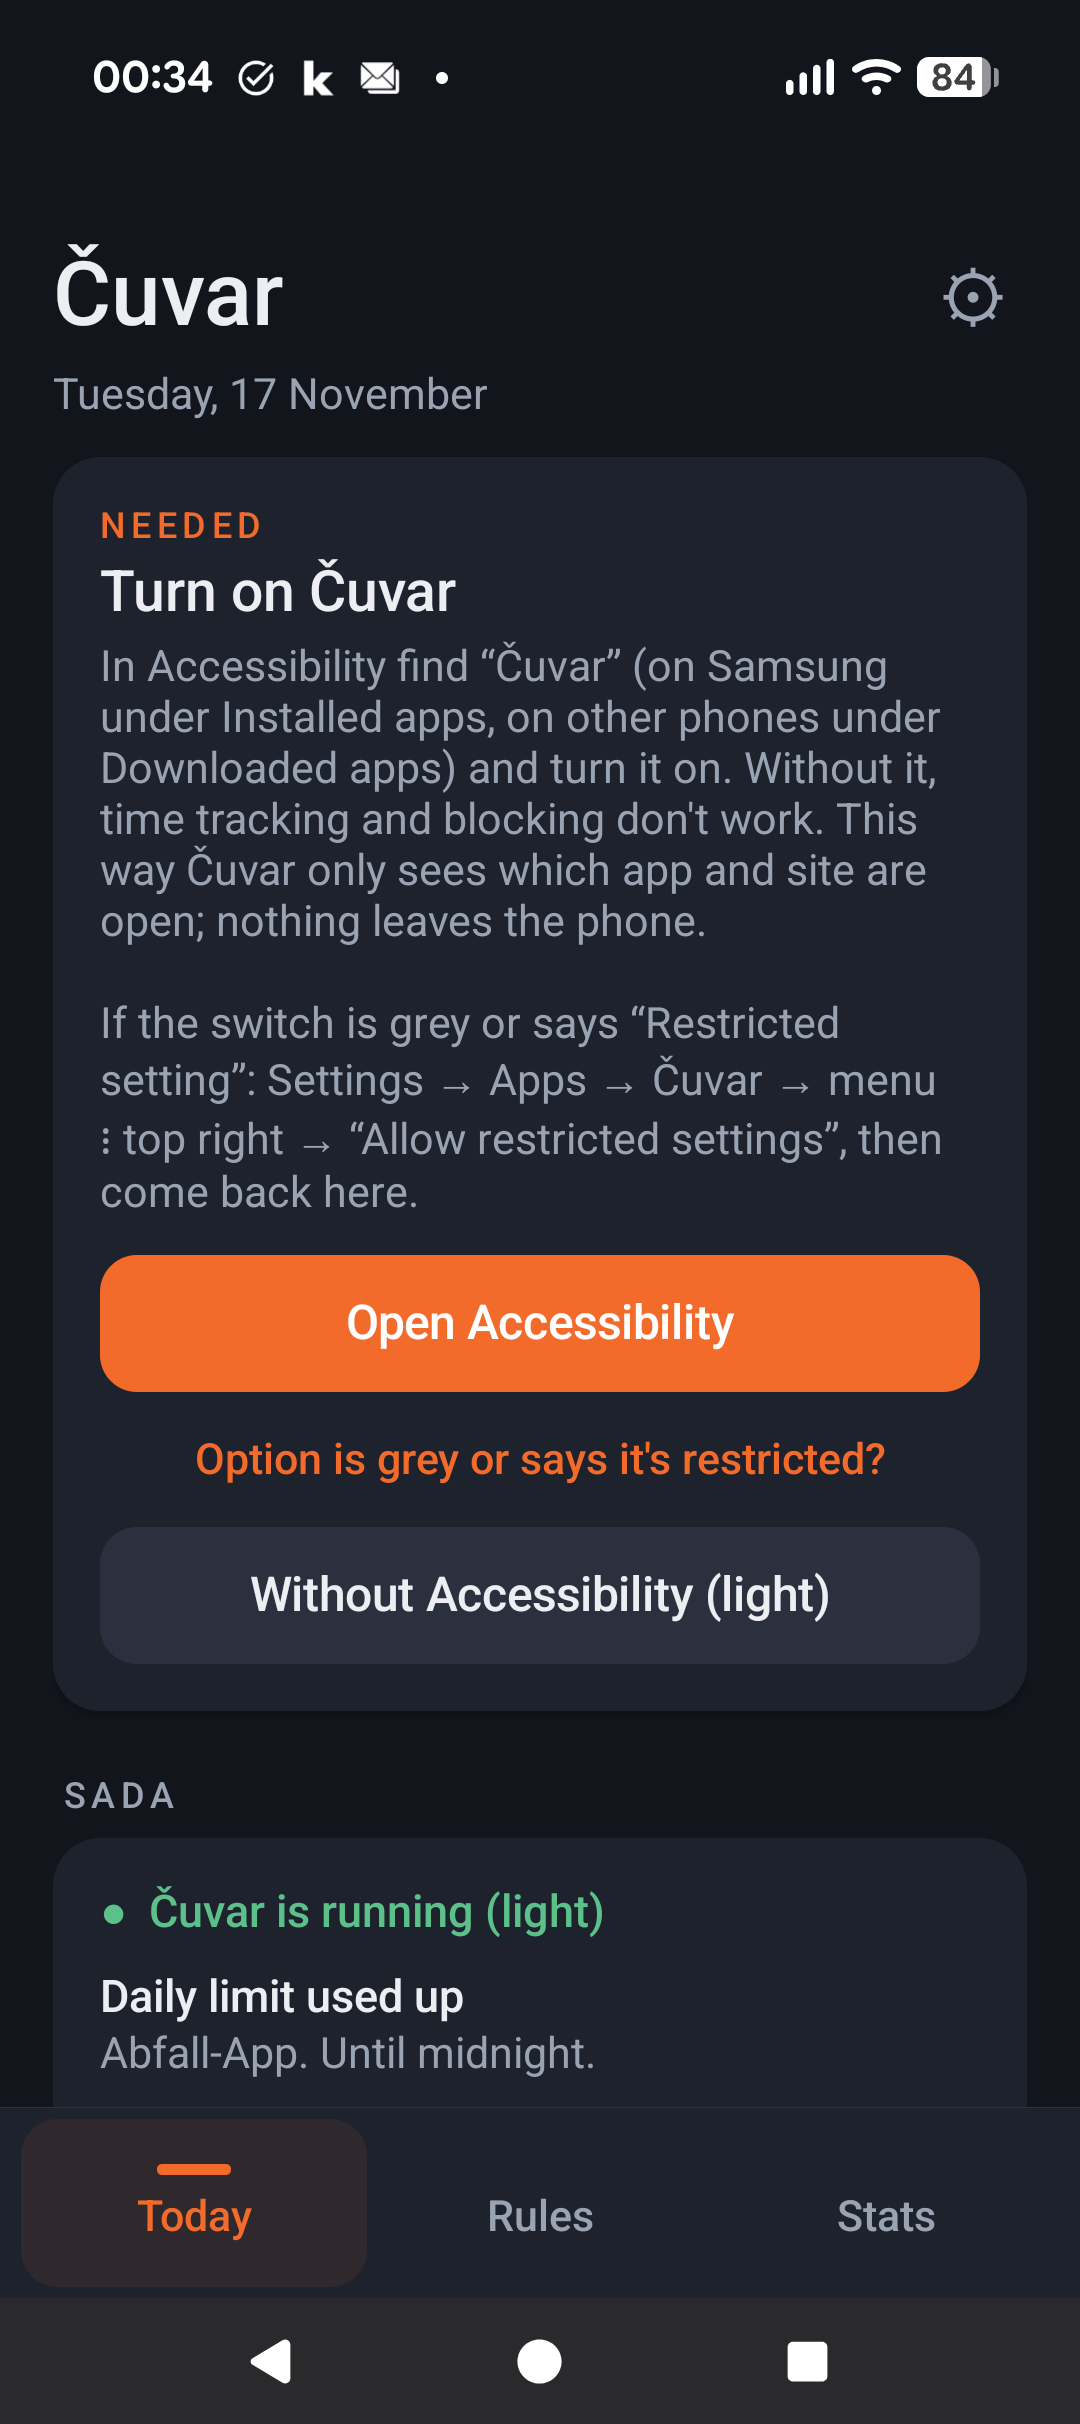 00:34 k 84
Čuvar
Tuesday, 17 November
NEEDED
Turn on Čuvar
In Accessibility find “Čuvar” (on Samsung
under Installed apps, on other phones under
Downloaded apps) and turn it on. Without it,
time tracking and blocking don't work. This
way Čuvar only sees which app and site are
open; nothing leaves the phone.
If the switch is grey or says “Restricted
setting”: Settings → Apps → Čuvar → menu
⋮ top right → “Allow restricted settings”, then
come back here.
Open Accessibility
Option is grey or says it's restricted?
Without Accessibility (light)
SADA
● Čuvar is running (light)
Daily limit used up
Abfall-App. Until midnight.
Today Rules Stats